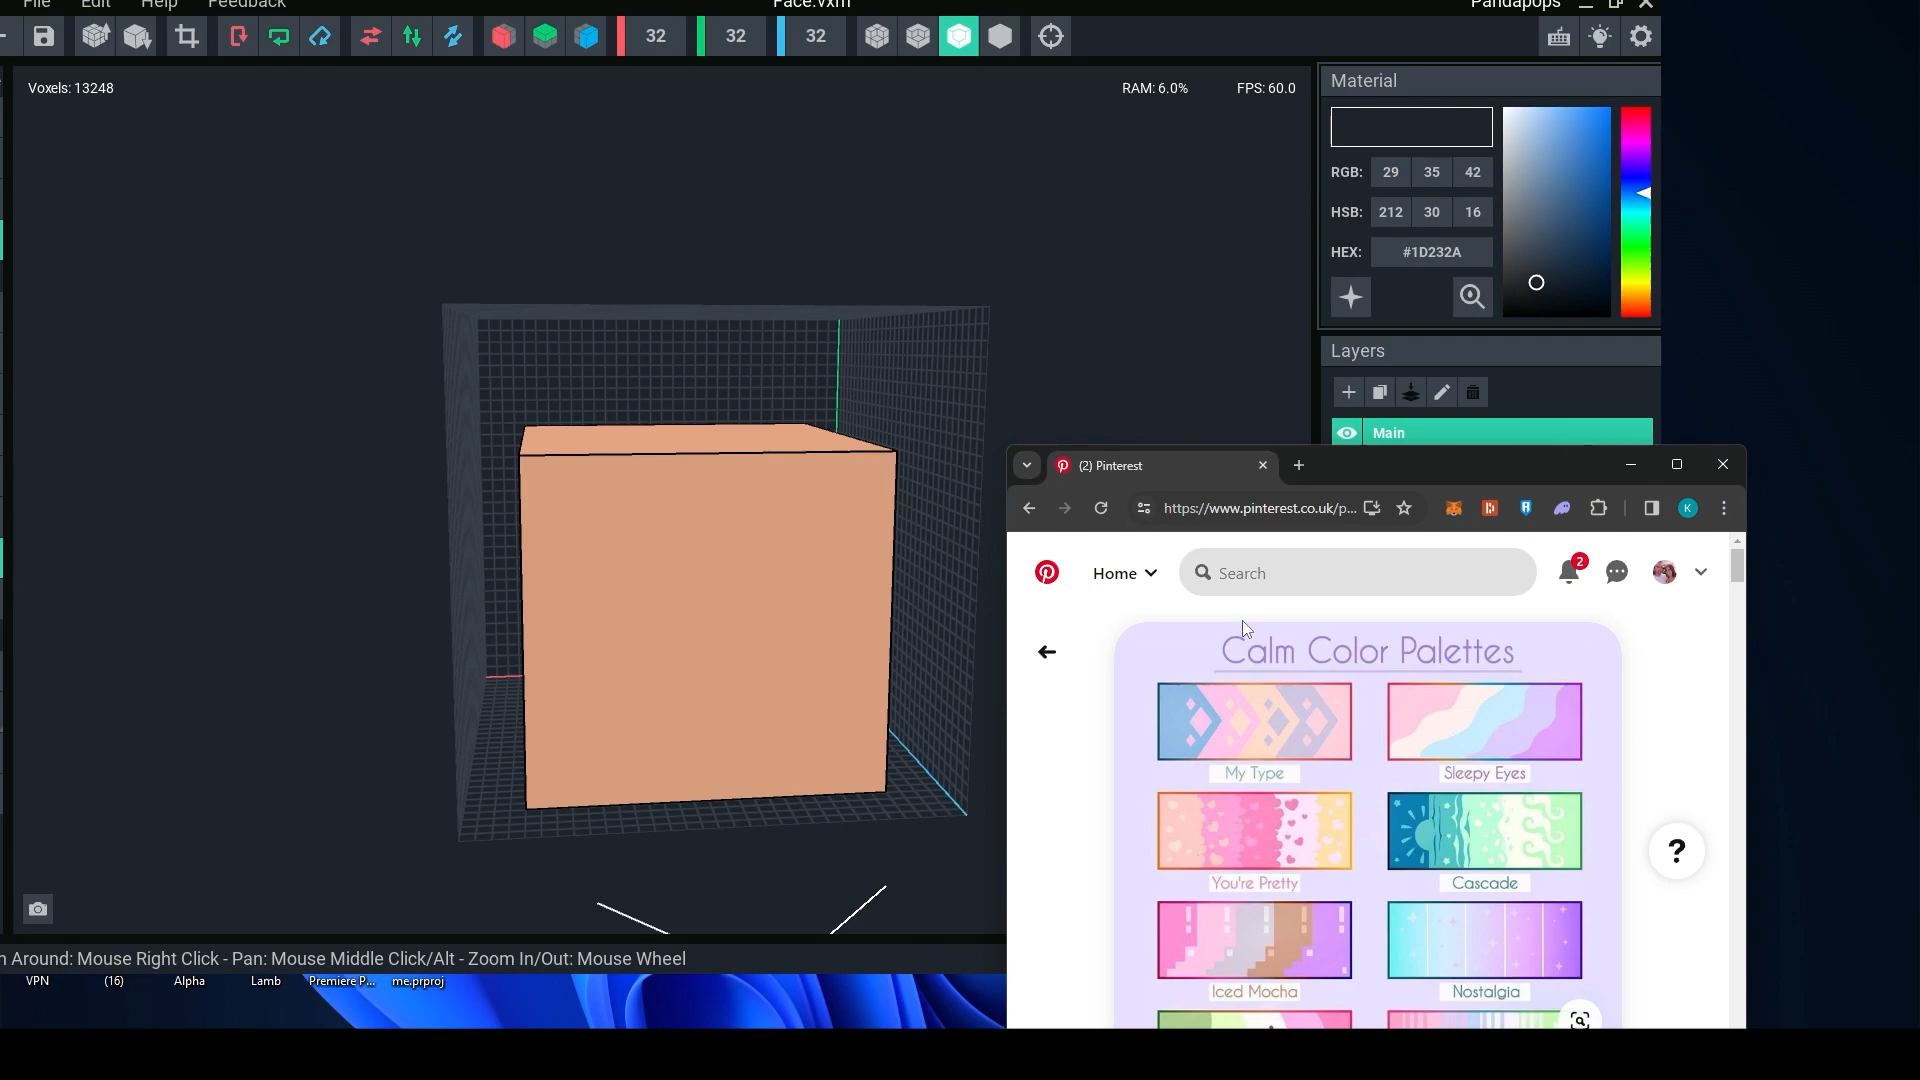 File Edit Help Feedback Face.vxm Pandapops
32 32 32
Voxels: 13248 RAM: 6.0% FPS: 60.0
Material
RGB: 29 35 42
HSB: 212 30 16
HEX: #1D232A
Layers
Main
(2) Pinterest
https://www.pinterest.co.uk/p...
K
Home Search 2
Calm Color Palettes
My Type Sleepy Eyes
You're Pretty Cascade
?
Iced Mocha Nostalgia
Around: Mouse Right Click - Pan: Mouse Middle Click/Alt - Zoom In/Out: Mouse Wheel
VPN (16) Alpha Lamb Premiere P... me.prproj